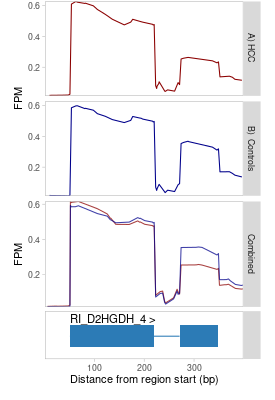 0.6
0.4
0.2
A) HCC
0.6
0.4
0.2
B) Controls
FPM
FPM
0.6
0.4
0.2
Combined
FPM
RI_D2HGDH_4 >
100 200 300
Distance from region start (bp)